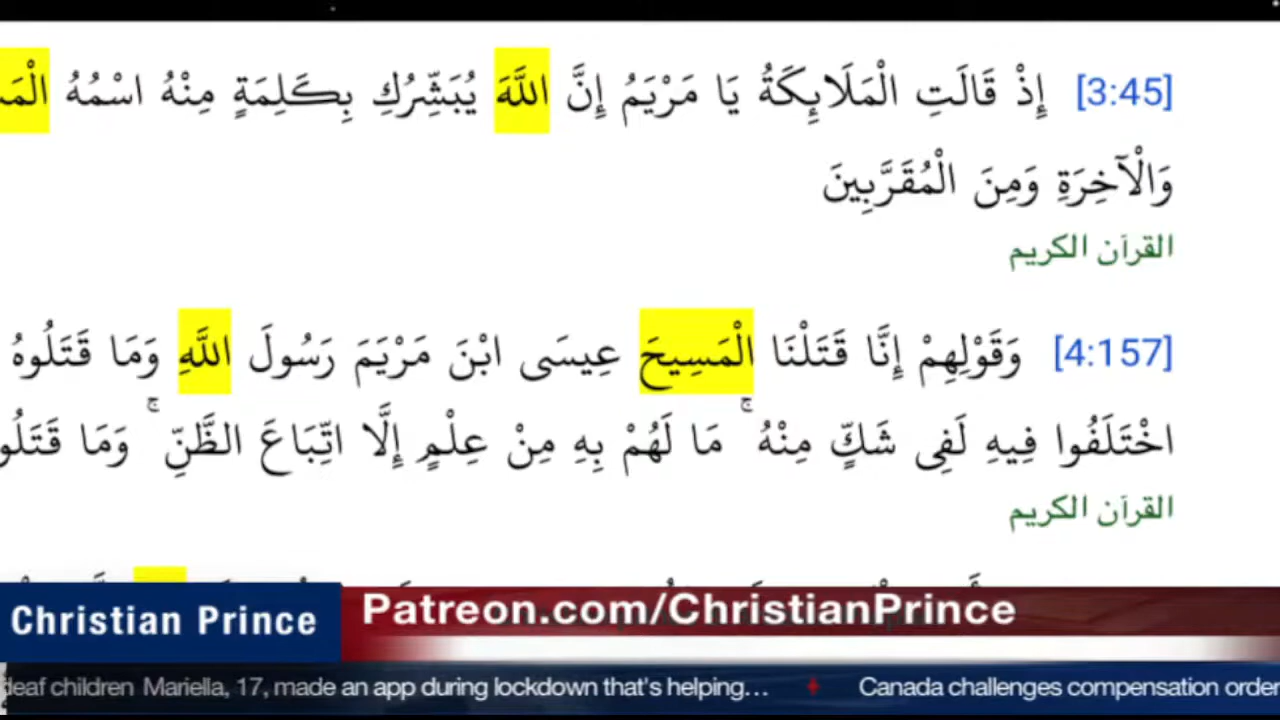 [3:45] إِذْ قَالَتِ الْمَلَائِكَةُ يَا مَرْيَمُ إِنَّ اللَّهَ يُبَشِّرُكِ بِكَلِمَةٍ مِنْهُ اسْمُهُ
وَالْآخِرَةِ وَمِنَ الْمُقَرَّبِينَ
القرآن الكريم
[4:157] وَقَوْلِهِمْ إِنَّا قَتَلْنَا الْمَسِيحَ عِيسَى ابْنَ مَرْيَمَ رَسُولَ اللَّهِ وَمَا قَتَلُوهُ
اخْتَلَفُوا فِيهِ لَفِي شَكٍّ مِنْهُ ۚ مَا لَهُمْ بِهِ مِنْ عِلْمٍ إِلَّا اتِّبَاعَ الظَّنِّ ۚ وَمَا
القرآن الكريم
Christian Prince
Patreon.com/ChristianPrince
deaf children Mariella, 17, made an app during lockdown that's helping... Canada challenges compensation order